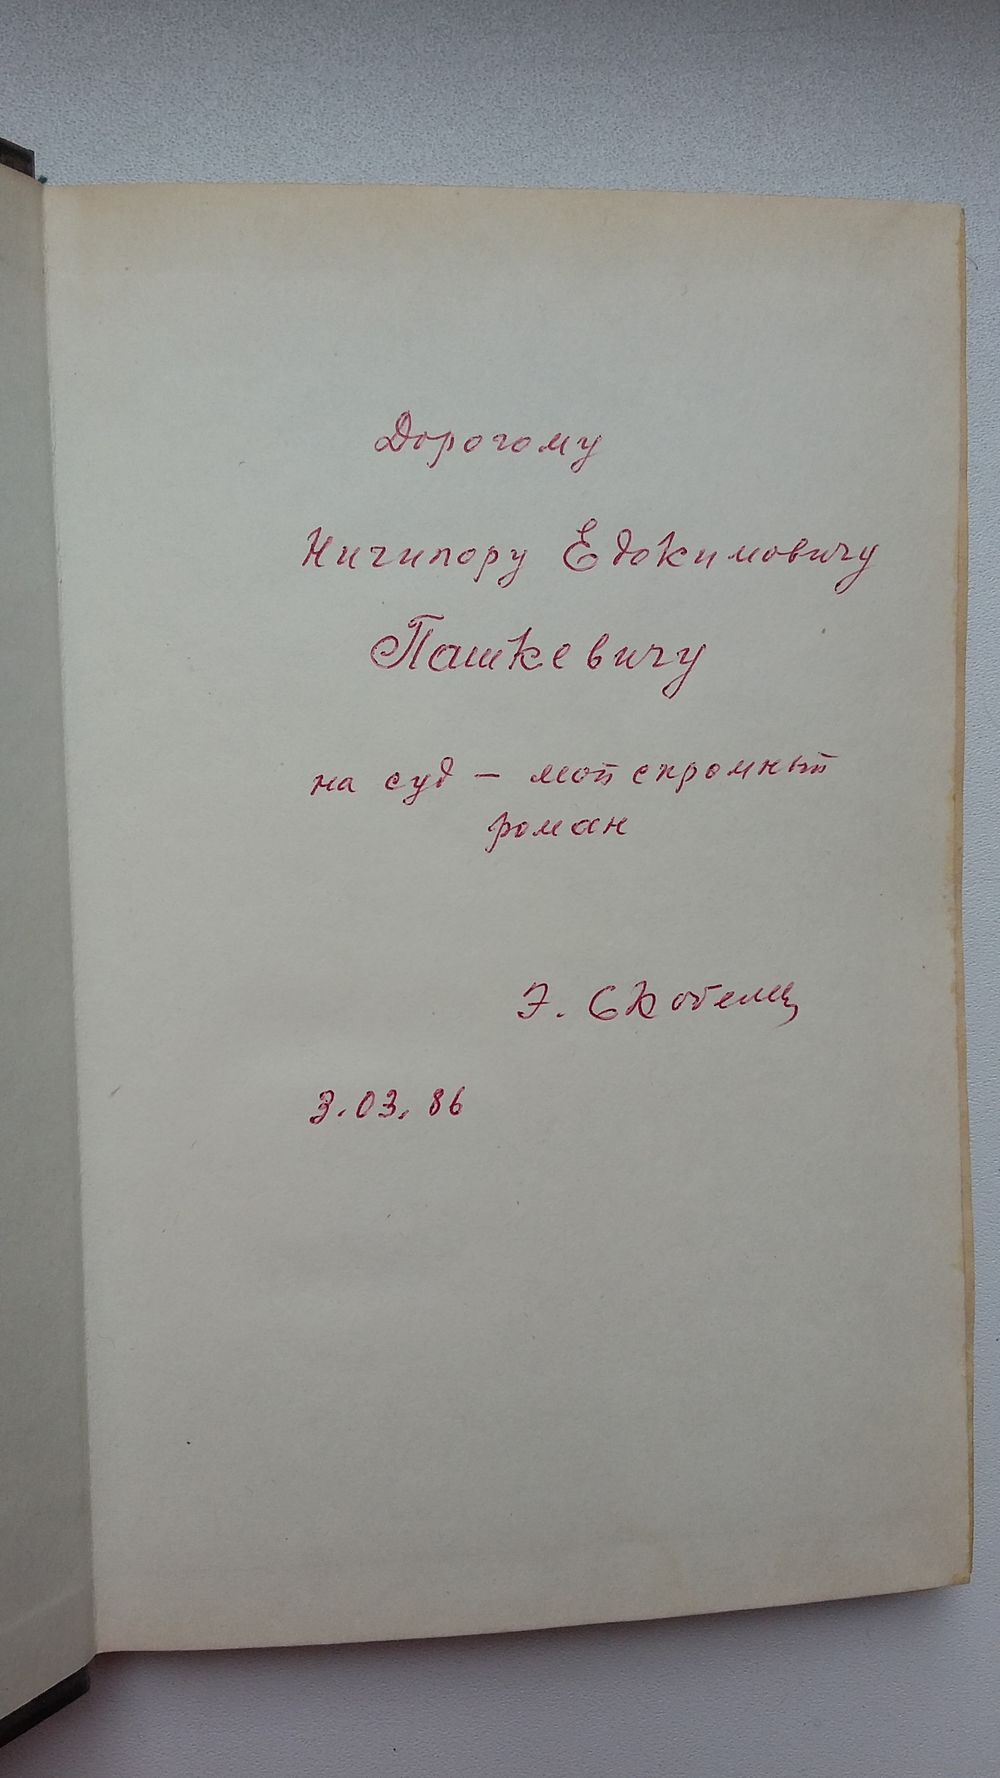 Дорогому
Ничипору Евдокимовичу
Пашкевичу
на суд – мой скромный
роман
Э. Скобелев
3.03.86